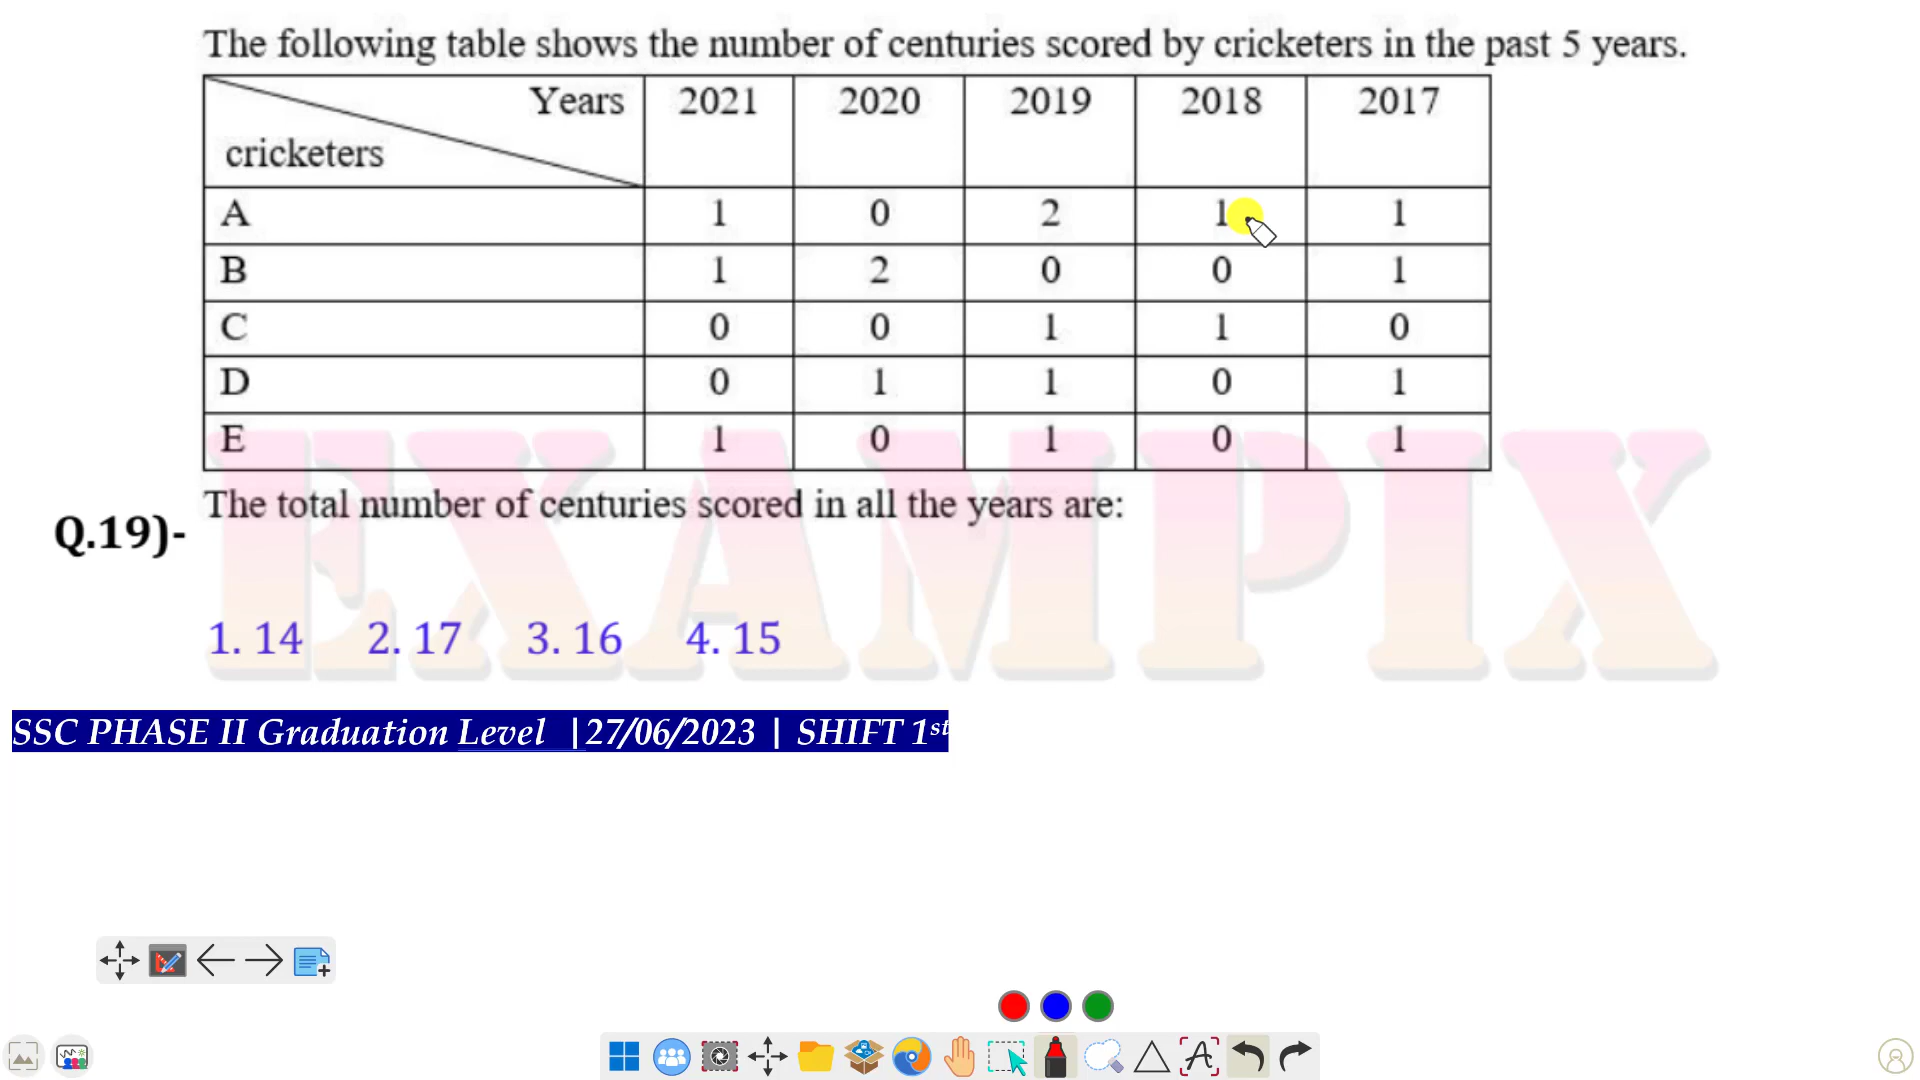 The following table shows the number of centuries scored by cricketers in the past 5 years.
Years 2021 2020 2019 2018 2017
cricketers
A 1 0 2 1 1
B 1 2 0 0 1
C 0 0 1 1 0
D 0 1 1 0 1
E 1 0 1 0 1
EXAMPIX
The total number of centuries scored in all the years are:
Q.19)-
1. 14 2. 17 3. 16 4. 15
SSC PHASE II Graduation Level |27/06/2023 | SHIFT 1st